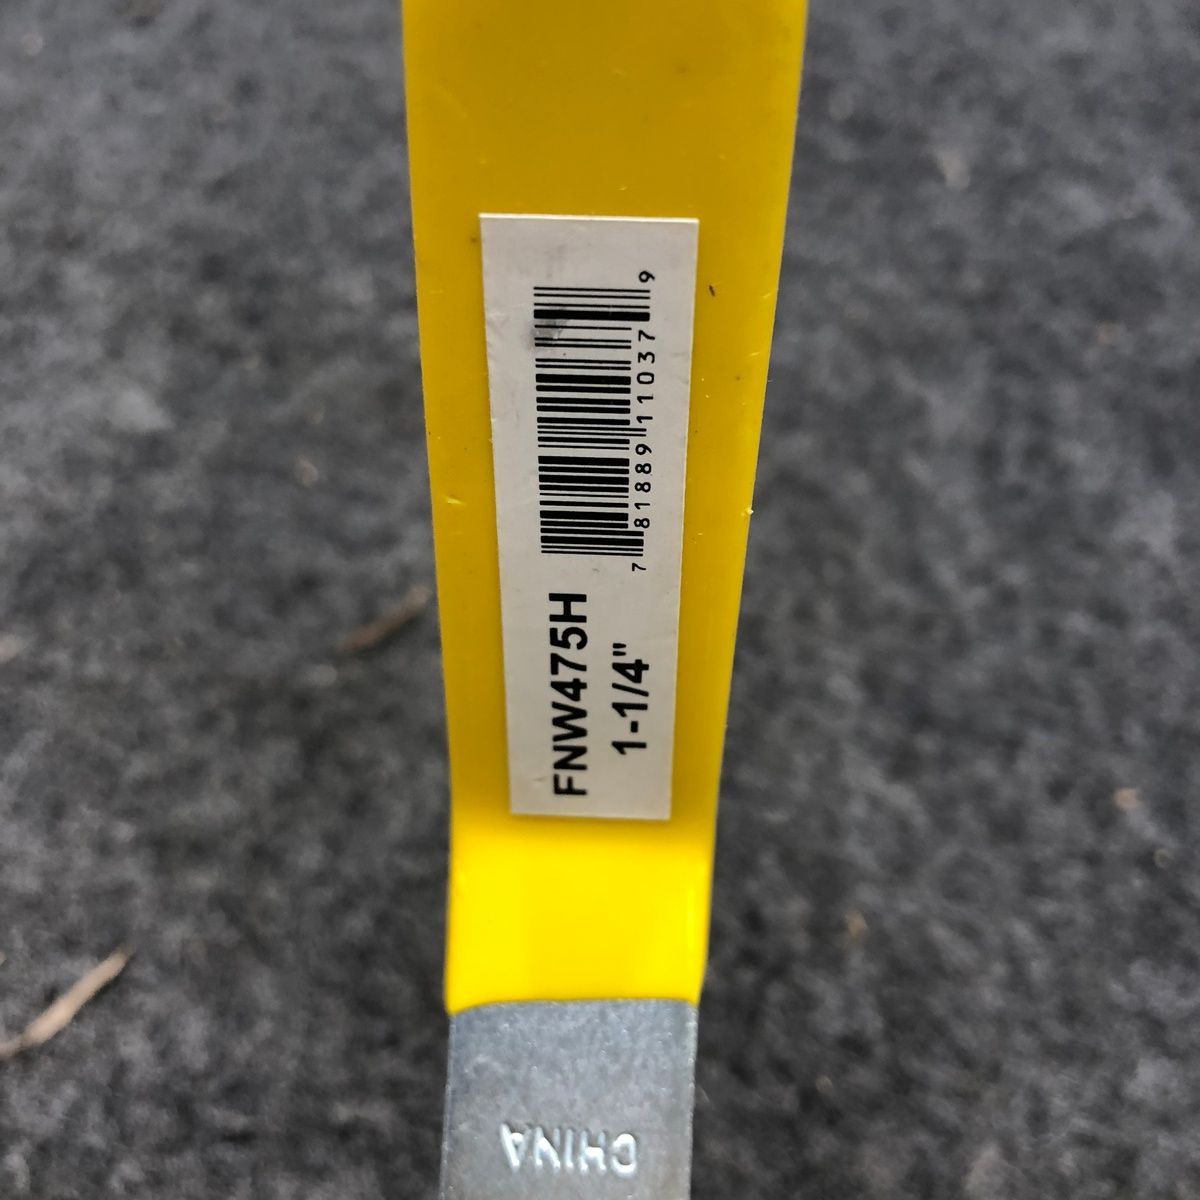 FNW475H
1-1/4"
7 81889 11037 9
CHINA